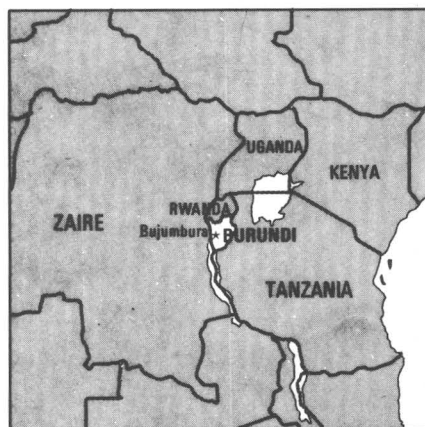 UGANDA
KENYA
RWANDA
ZAIRE
Bujumbura
BURUNDI
TANZANIA